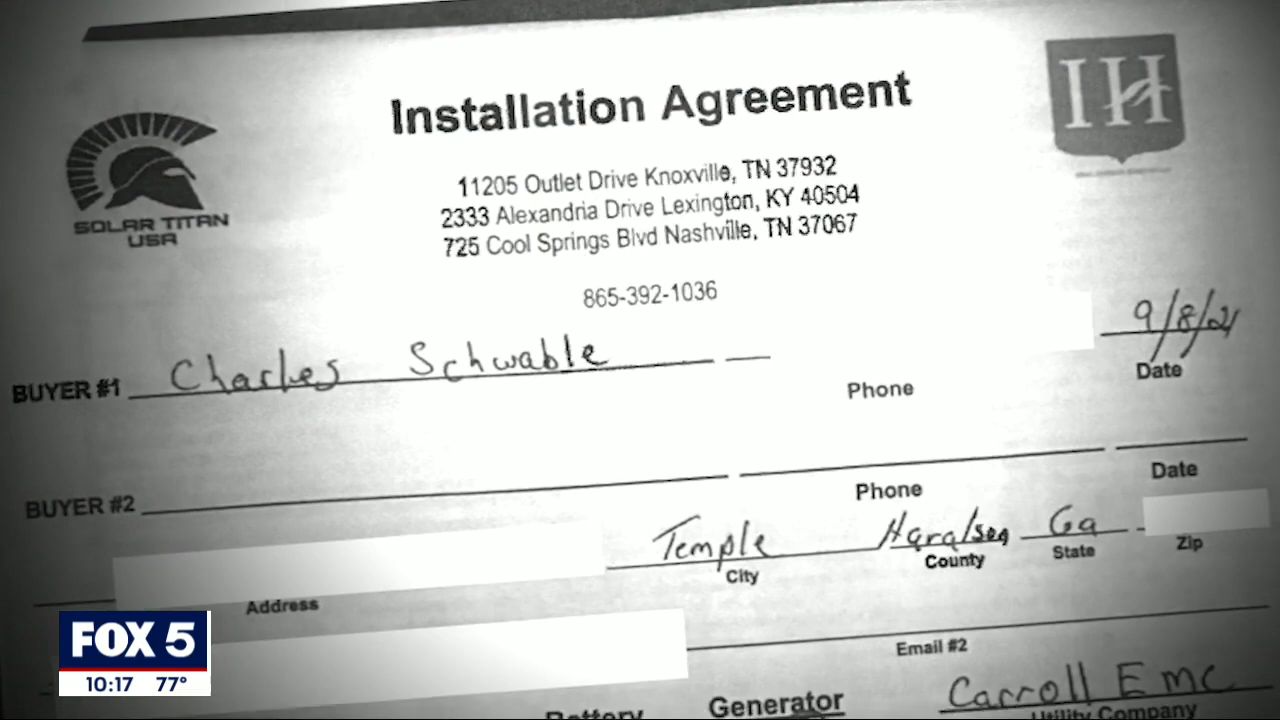 Installation Agreement
IH
SOLAR TITAN
USA
11205 Outlet Drive Knoxville, TN 37932
2333 Alexandria Drive Lexington, KY 40504
725 Cool Springs Blvd Nashville, TN 37067
865-392-1036
BUYER #1 Charles Schwable 9/8/21
Phone Date
BUYER #2
Phone Date
Temple Haralson Ga
Address City County State Zip
Email #2
Carroll EMC
Battery Generator Utility Company
FOX 5
10:17 77°